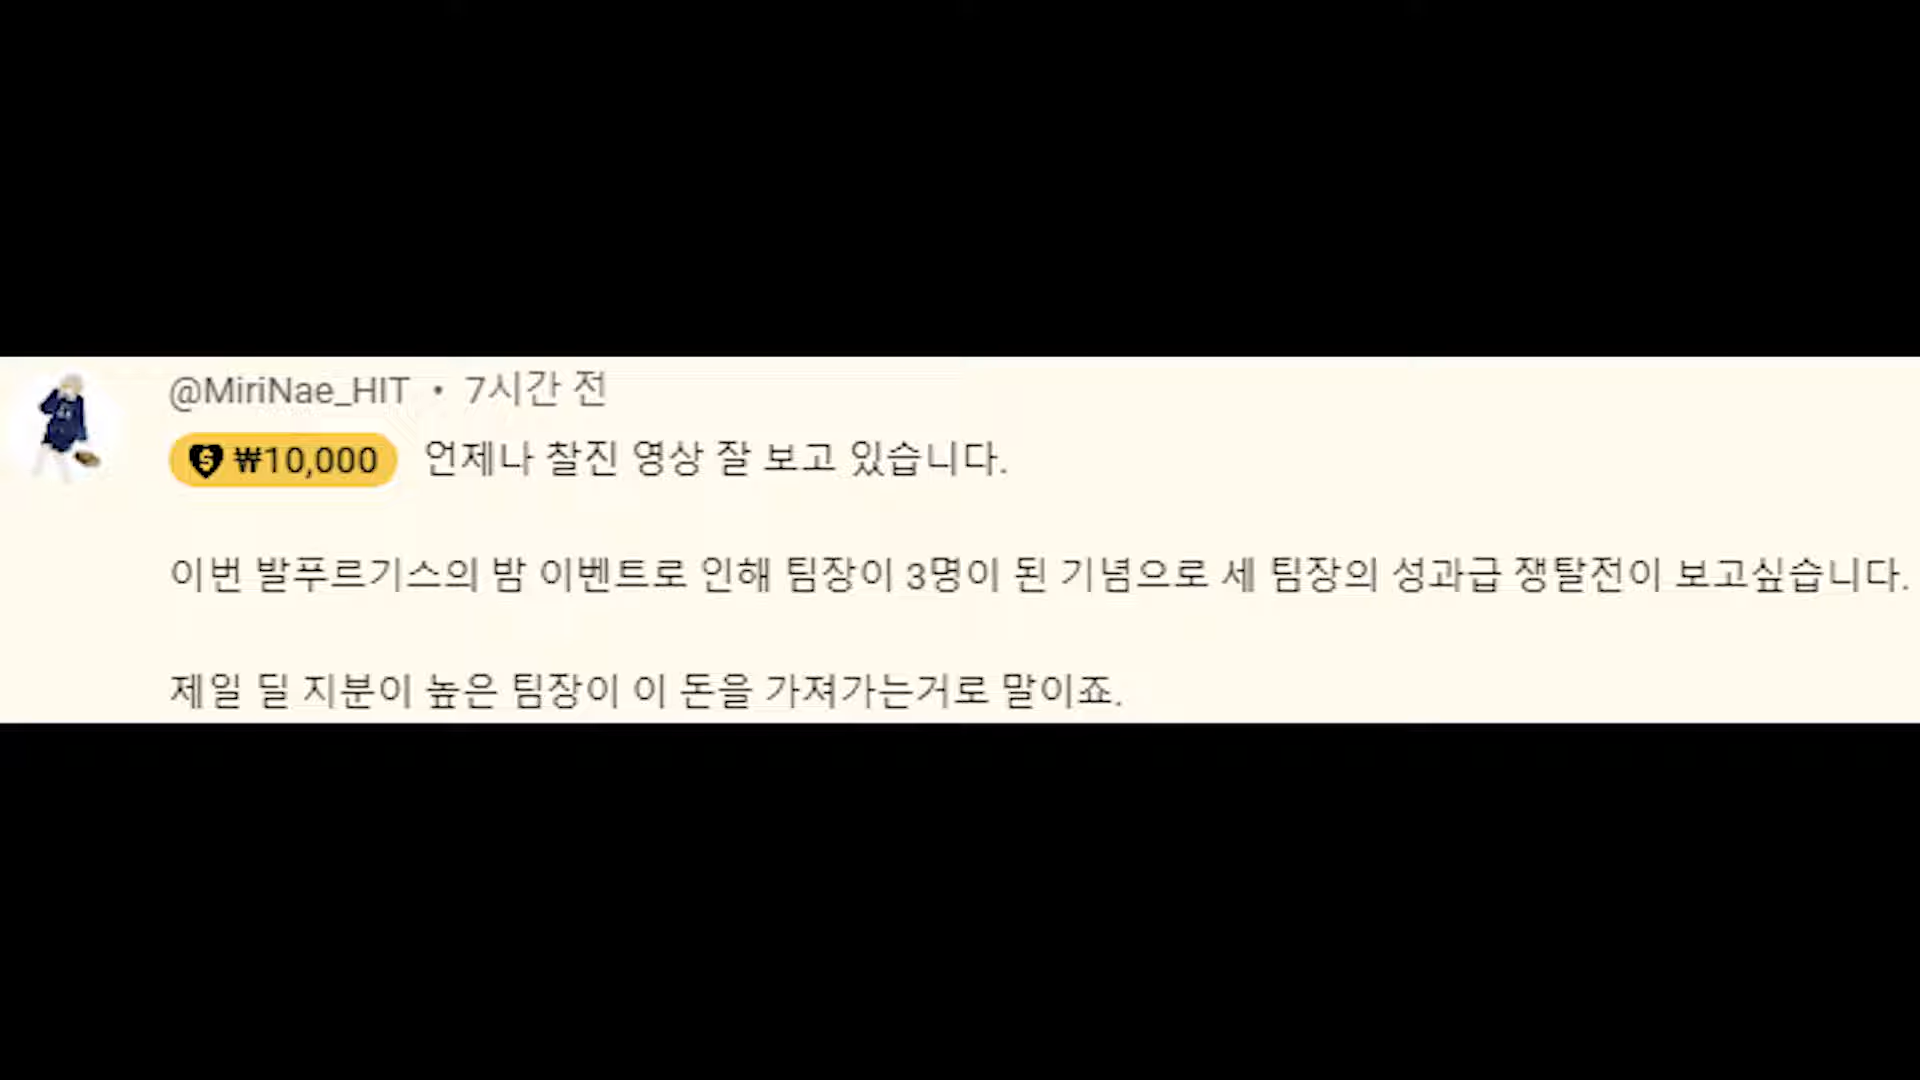 @MiriNae_HIT • 7시간 전
₩10,000 언제나 찰진 영상 잘 보고 있습니다.
이번 발푸르기스의 밤 이벤트로 인해 팀장이 3명이 된 기념으로 세 팀장의 성과급 쟁탈전이 보고싶습니다.
제일 딜 지분이 높은 팀장이 이 돈을 가져가는거로 말이죠.